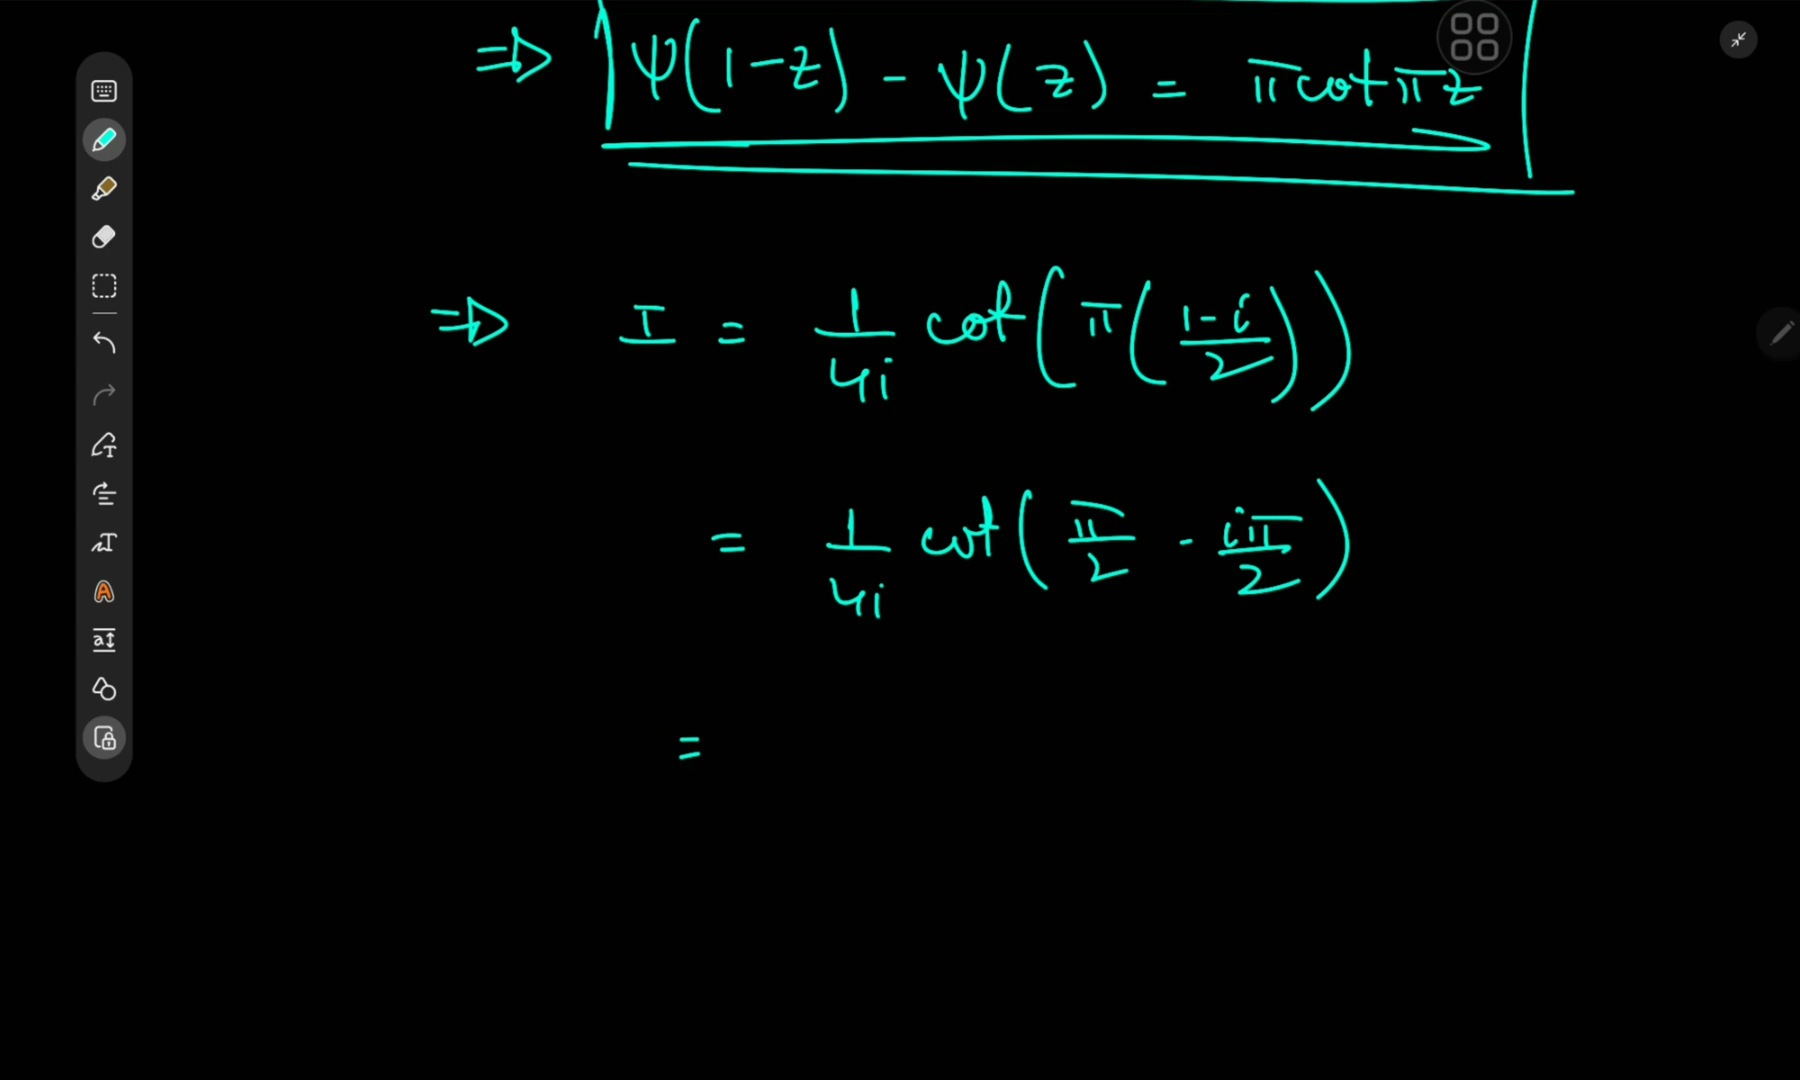 ⇒ ψ(1-z) - ψ(z) = π cot πz
⇒ I = 1/4i cot(π(1-i/2))
= 1/4i cot(π/2 - iπ/2)
=